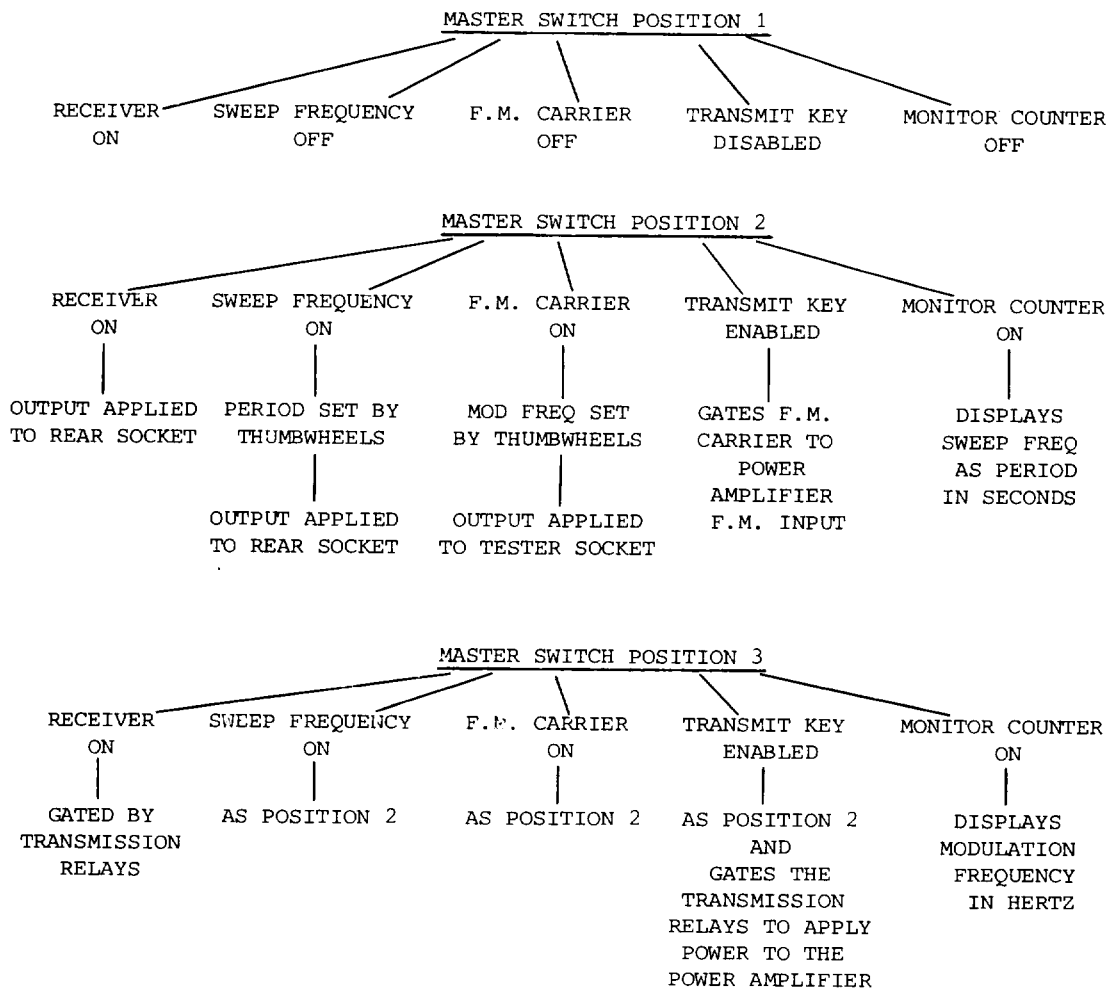 MASTER SWITCH POSITION 1
RECEIVER
ON
SWEEP FREQUENCY
OFF
F.M. CARRIER
OFF
TRANSMIT KEY
DISABLED
MONITOR COUNTER
OFF
MASTER SWITCH POSITION 2
RECEIVER
ON
OUTPUT APPLIED
TO REAR SOCKET
SWEEP FREQUENCY
ON
PERIOD SET BY
THUMBWHEELS
OUTPUT APPLIED
TO REAR SOCKET
F.M. CARRIER
ON
MOD FREQ SET
BY THUMBWHEELS
OUTPUT APPLIED
TO TESTER SOCKET
TRANSMIT KEY
ENABLED
GATES F.M.
CARRIER TO
POWER
AMPLIFIER
F.M. INPUT
MONITOR COUNTER
ON
DISPLAYS
SWEEP FREQ
AS PERIOD
IN SECONDS
MASTER SWITCH POSITION 3
RECEIVER
ON
GATED BY
TRANSMISSION
RELAYS
SWEEP FREQUENCY
ON
AS POSITION 2
F.M. CARRIER
ON
AS POSITION 2
TRANSMIT KEY
ENABLED
AS POSITION 2
AND
GATES THE
TRANSMISSION
RELAYS TO APPLY
POWER TO THE
POWER AMPLIFIER
MONITOR COUNTER
ON
DISPLAYS
MODULATION
FREQUENCY
IN HERTZ